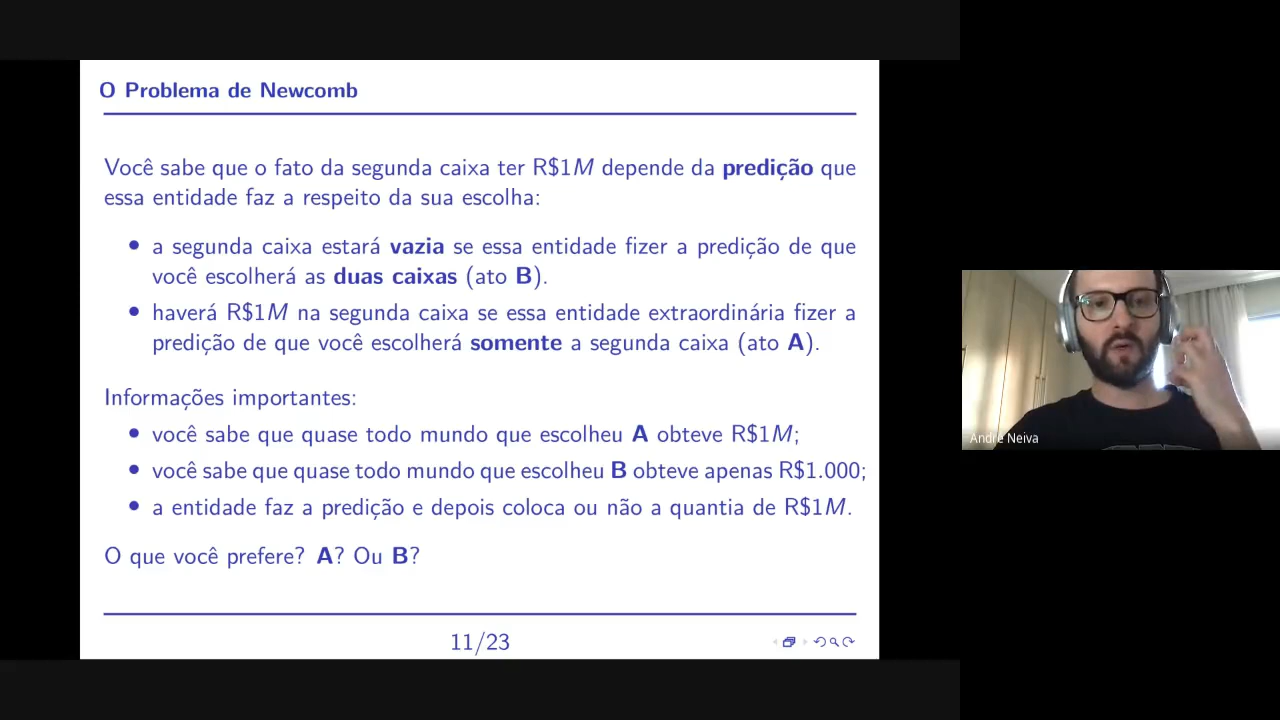 O Problema de Newcomb
Você sabe que o fato da segunda caixa ter R$1M depende da predição que
essa entidade faz a respeito da sua escolha:
• a segunda caixa estará vazia se essa entidade fizer a predição de que
você escolherá as duas caixas (ato B).
• haverá R$1M na segunda caixa se essa entidade extraordinária fizer a
predição de que você escolherá somente a segunda caixa (ato A).
Informações importantes:
• você sabe que quase todo mundo que escolheu A obteve R$1M;
• você sabe que quase todo mundo que escolheu B obteve apenas R$1.000;
• a entidade faz a predição e depois coloca ou não a quantia de R$1M.
O que você prefere? A? Ou B?
11/23
André Neiva